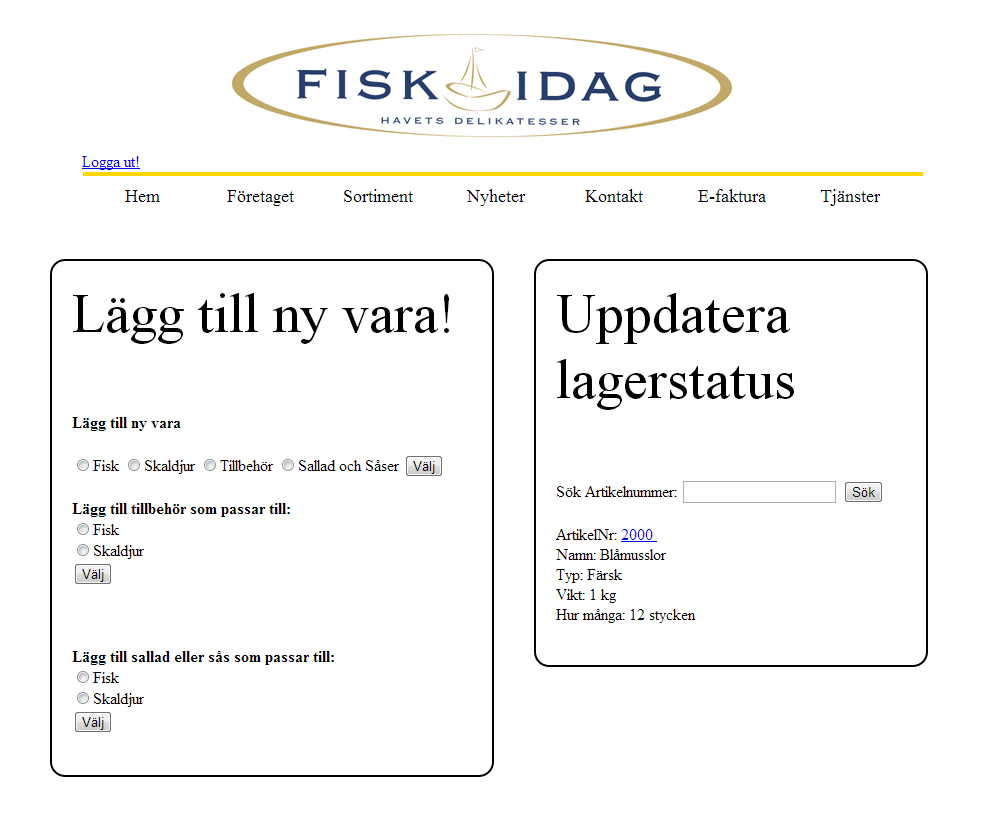 FISK IDAG
HAVETS DELIKATESSER
Logga ut!
Hem Företaget Sortiment Nyheter Kontakt E-faktura Tjänster
Lägg till ny vara!
Lägg till ny vara
Fisk Skaldjur Tillbehör Sallad och Såser Välj
Lägg till tillbehör som passar till:
Fisk
Skaldjur
Välj
Lägg till sallad eller sås som passar till:
Fisk
Skaldjur
Välj
Uppdatera
lagerstatus
Sök Artikelnummer: Sök
ArtikelNr: 2000
Namn: Blåmusslor
Typ: Färsk
Vikt: 1 kg
Hur många: 12 stycken